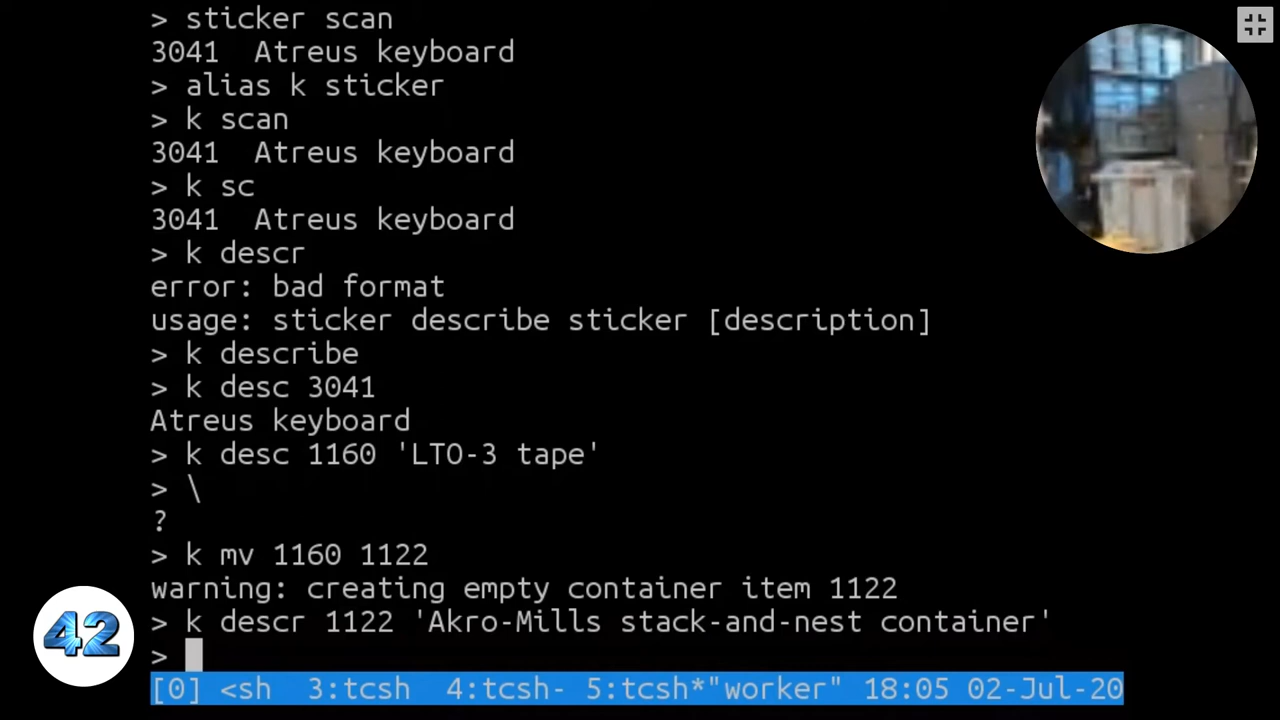 > sticker scan
3041  Atreus keyboard
> alias k sticker
> k scan
3041  Atreus keyboard
> k sc
3041  Atreus keyboard
> k descr
error: bad format
usage: sticker describe sticker [description]
> k describe
> k desc 3041
Atreus keyboard
> k desc 1160 'LTO-3 tape'
> \
?
> k mv 1160 1122
warning: creating empty container item 1122
> k descr 1122 'Akro-Mills stack-and-nest container'
>
[0] <sh  3:tcsh  4:tcsh- 5:tcsh*"worker" 18:05 02-Jul-20
42